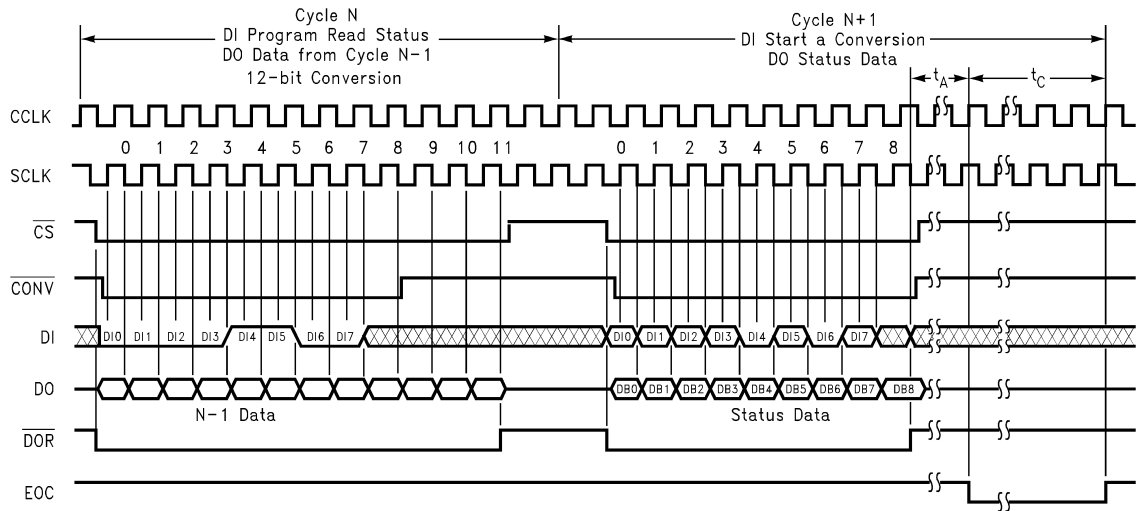 Cycle N
DI Program Read Status
DO Data from Cycle N-1
12-bit Conversion
Cycle N+1
DI Start a Conversion
DO Status Data
tA
tC
CCLK
0 1 2 3 4 5 6 7 8 9 10 11 0 1 2 3 4 5 6 7 8
SCLK
CS
CONV
DI DI0 DI1 DI2 DI3 DI4 DI5 DI6 DI7 DI0 DI1 DI2 DI3 DI4 DI5 DI6 DI7
DO DB0 DB1 DB2 DB3 DB4 DB5 DB6 DB7 DB8
N-1 Data
Status Data
DOR
EOC